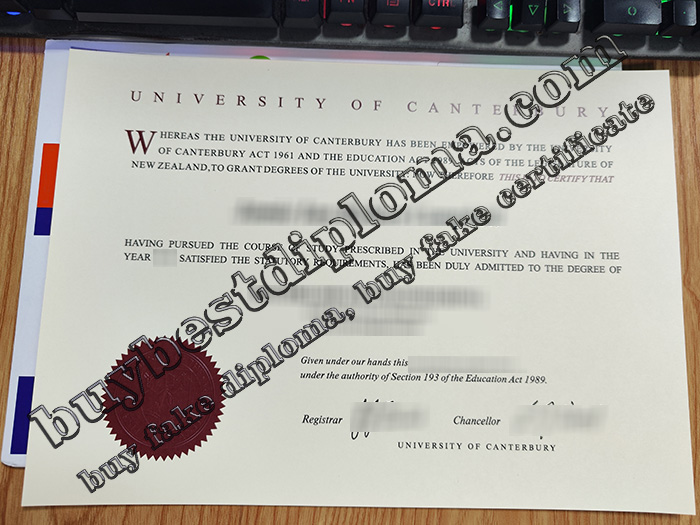 UNIVERSITY OF CANTERBURY
WHEREAS THE UNIVERSITY OF CANTERBURY HAS BEEN EMPOWERED BY THE UNIVERSITY
OF CANTERBURY ACT 1961 AND THE EDUCATION ACT 1989, ACTS OF THE LEGISLATURE OF
NEW ZEALAND, TO GRANT DEGREES OF THE UNIVERSITY: NOW THEREFORE THIS IS TO CERTIFY THAT
HAVING PURSUED THE COURSE OF STUDY PRESCRIBED IN THE UNIVERSITY AND HAVING IN THE
YEAR SATISFIED THE STATUTORY REQUIREMENTS, HAS BEEN DULY ADMITTED TO THE DEGREE OF
Given under our hands this
under the authority of Section 193 of the Education Act 1989.
Registrar Chancellor
UNIVERSITY OF CANTERBURY
buybestdiploma.com
buy fake diploma, buy fake certificate